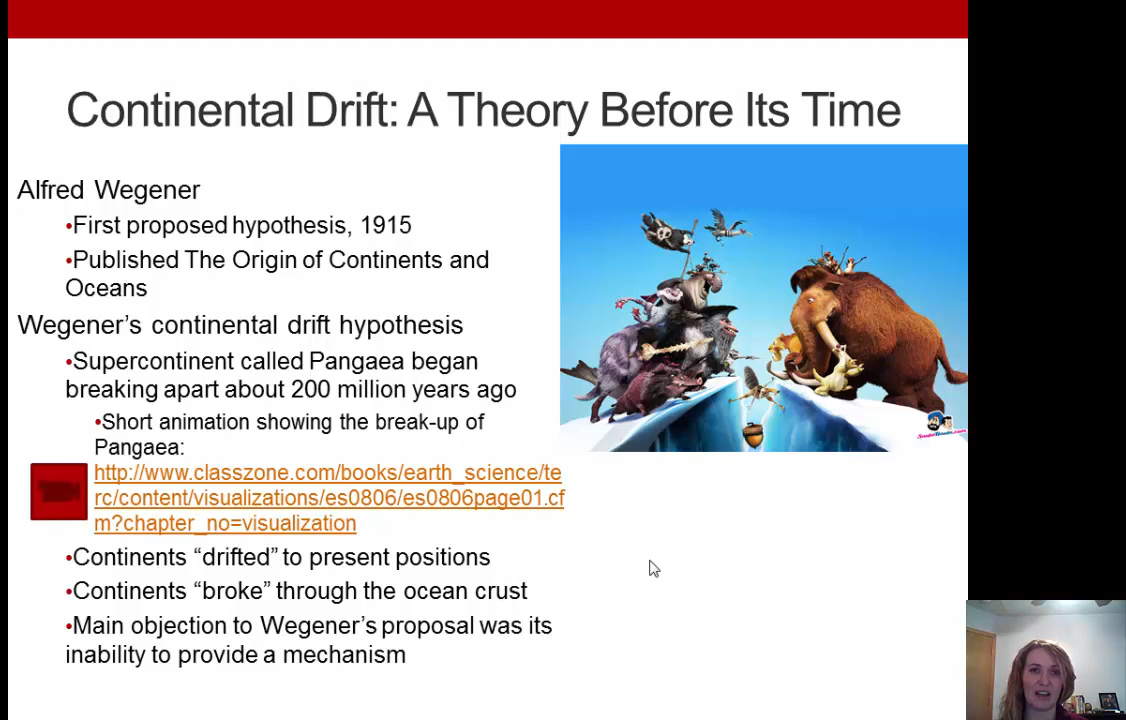 Continental Drift: A Theory Before Its Time
Alfred Wegener
•First proposed hypothesis, 1915
•Published The Origin of Continents and
Oceans
Wegener’s continental drift hypothesis
•Supercontinent called Pangaea began
breaking apart about 200 million years ago
•Short animation showing the break-up of
Pangaea:
http://www.classzone.com/books/earth_science/te
rc/content/visualizations/es0806/es0806page01.cf
m?chapter_no=visualization
•Continents “drifted” to present positions
•Continents “broke” through the ocean crust
•Main objection to Wegener’s proposal was its
inability to provide a mechanism